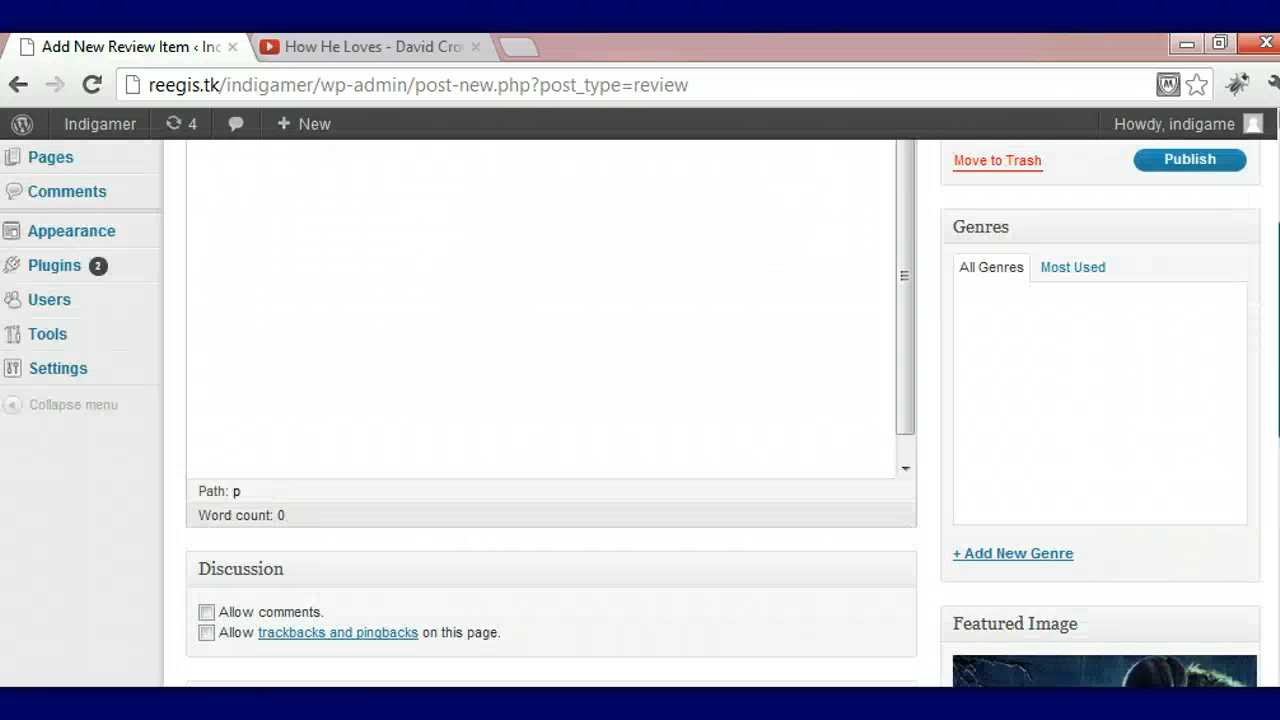 Add New Review Item ‹ Inc
How He Loves - David Cro
reegis.tk/indigamer/wp-admin/post-new.php?post_type=review
Indigamer 4 + New Howdy, indigame
Pages
Comments
Appearance
Plugins 2
Users
Tools
Settings
Collapse menu
Path: p
Word count: 0
Discussion
Allow comments.
Allow trackbacks and pingbacks on this page.
Move to Trash Publish
Genres
All Genres Most Used
+ Add New Genre
Featured Image